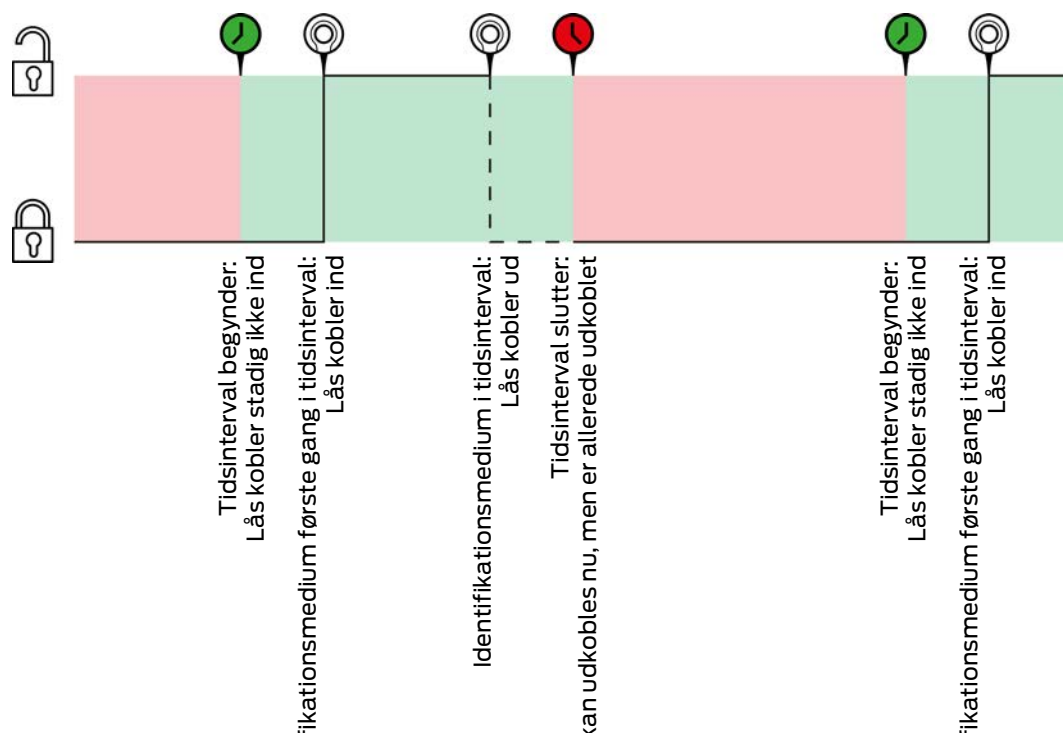 Tidsinterval begynder:
Lås kobler stadig ikke ind
fikationsmedium første gang i tidsinterval:
Lås kobler ind
Identifikationsmedium i tidsinterval:
Lås kobler ud
Tidsinterval slutter:
kan udkobles nu, men er allerede udkoblet
Tidsinterval begynder:
Lås kobler stadig ikke ind
fikationsmedium første gang i tidsinterval:
Lås kobler ind